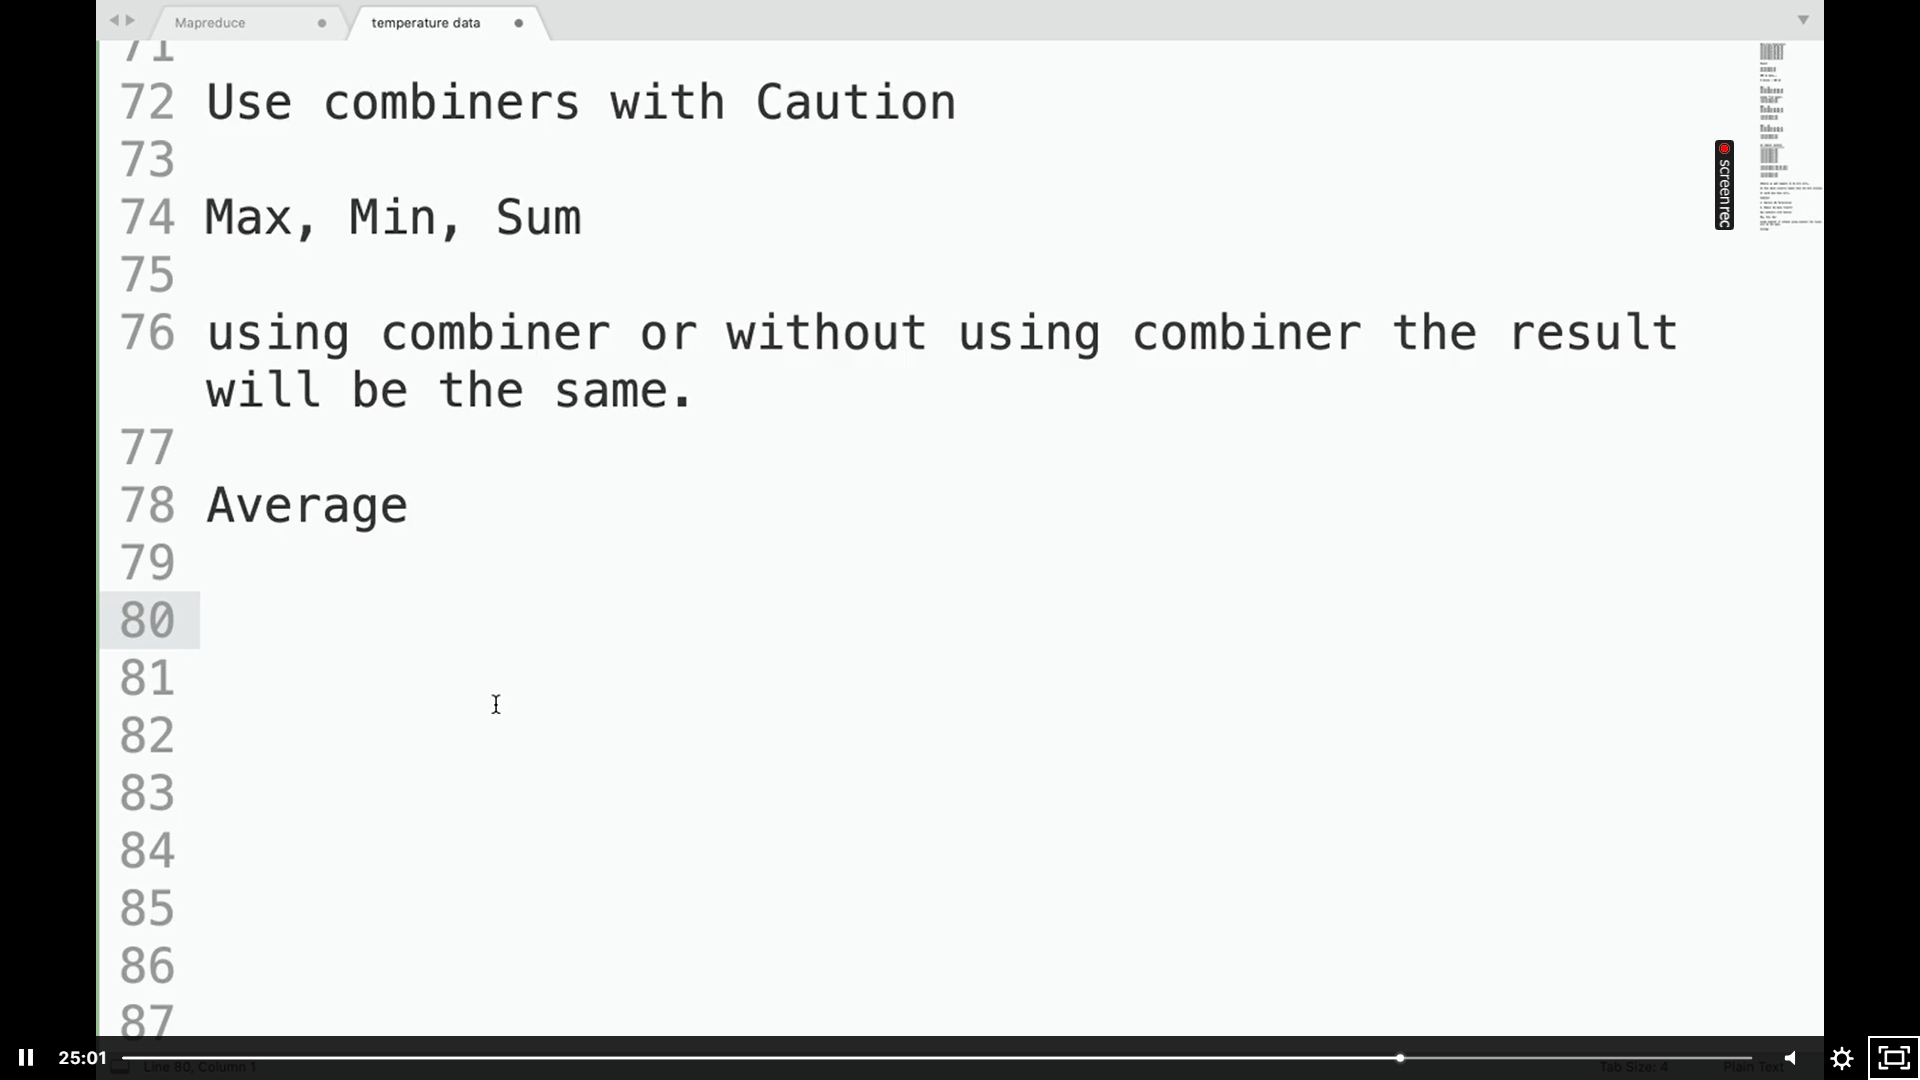 Mapreduce
temperature data
71
72 Use combiners with Caution
73
74 Max, Min, Sum
75
76 using combiner or without using combiner the result
will be the same.
77
78 Average
79
80
81
82
83
84
85
86
87
screenrec
25:01
Line 80, Column 1
Tab Size: 4
Plain Text